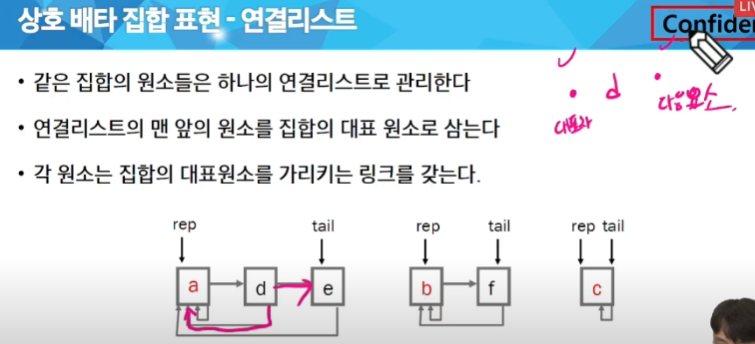 상호 배타 집합 표현 - 연결리스트
LIV
Confiden
• 같은 집합의 원소들은 하나의 연결리스트로 관리한다
d
다음 원소.
대표자
• 연결리스트의 맨 앞의 원소를 집합의 대표 원소로 삼는다
• 각 원소는 집합의 대표원소를 가리키는 링크를 갖는다.
rep tail rep tail rep tail
a d e b f c